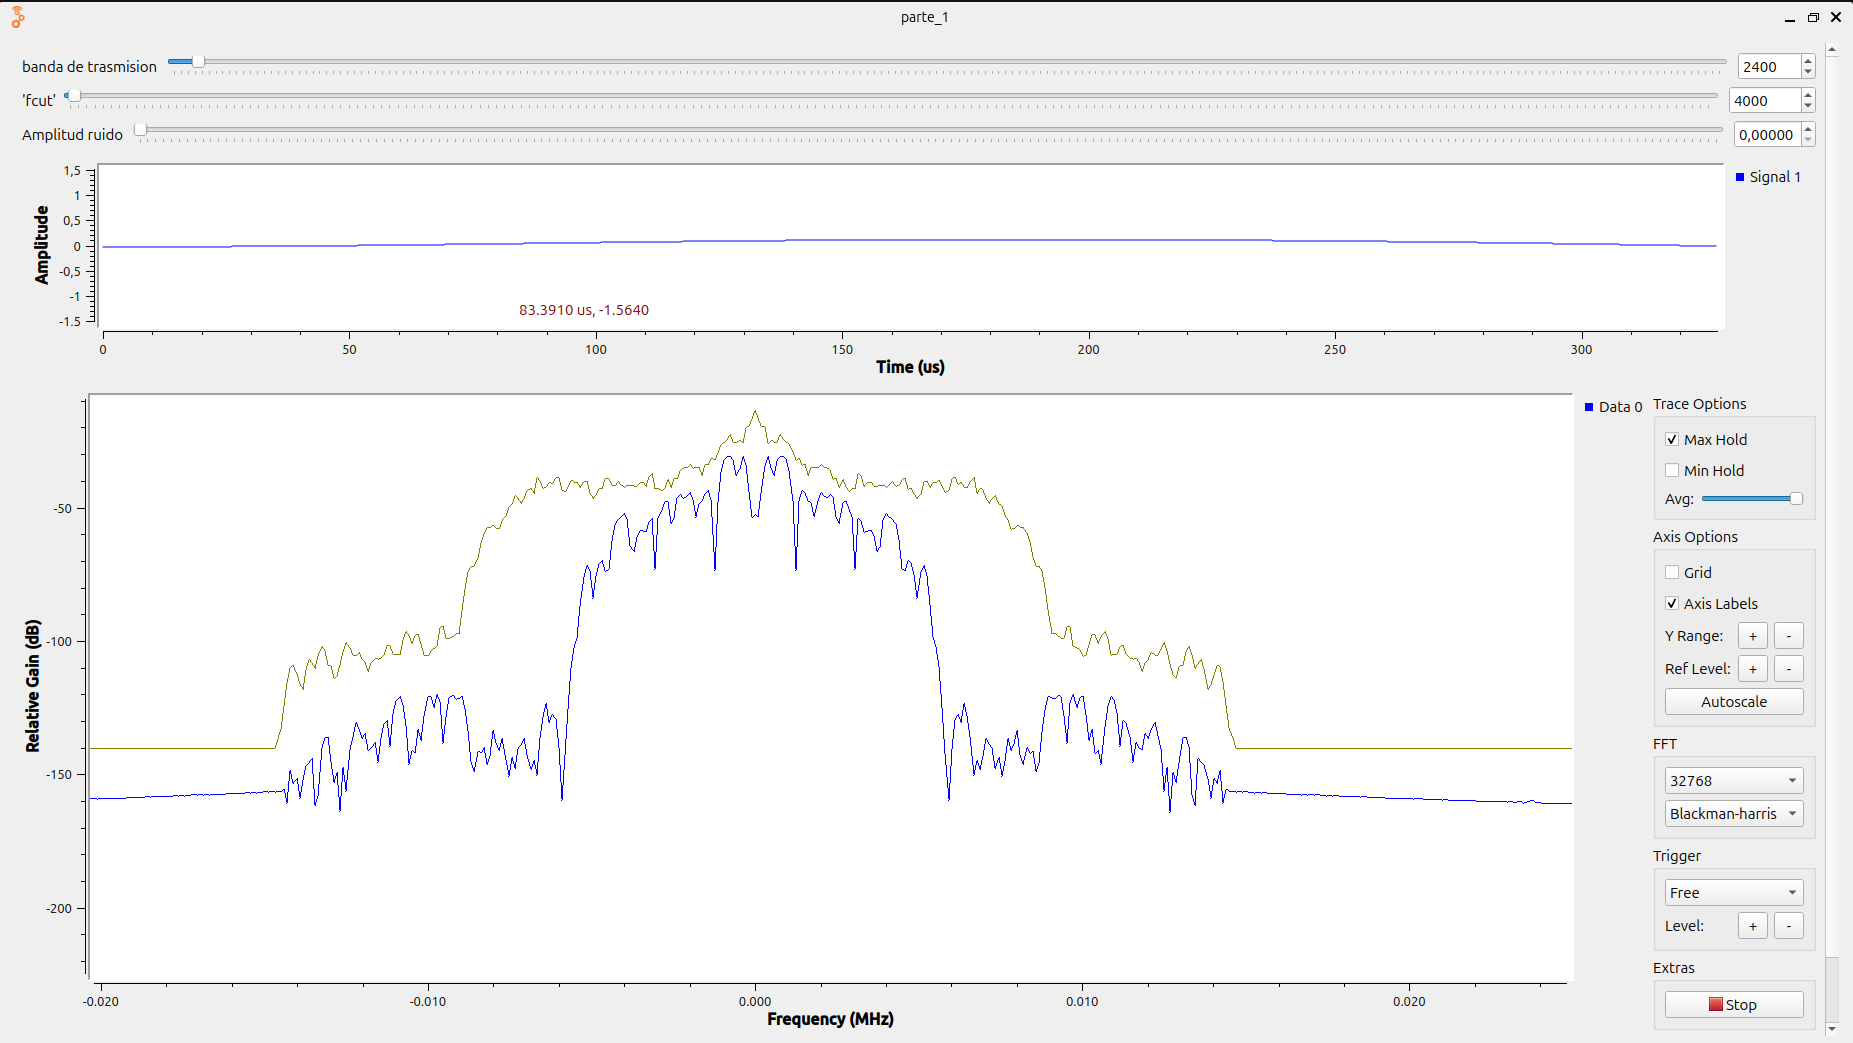 parte_1
banda de trasmision 2400
'fcut' 4000
Amplitud ruido 0,00000
1,5
1
0,5
0
-0,5
-1
-1.5
Amplitude
Signal 1
83.3910 us, -1.5640
0 50 100 150 200 250 300
Time (us)
-50
-100
-150
-200
Relative Gain (dB)
Data 0
-0.020 -0.010 0.000 0.010 0.020
Frequency (MHz)
Trace Options
Max Hold
Min Hold
Avg:
Axis Options
Grid
Axis Labels
Y Range: + -
Ref Level: + -
Autoscale
FFT
32768
Blackman-harris
Trigger
Free
Level: + -
Extras
Stop